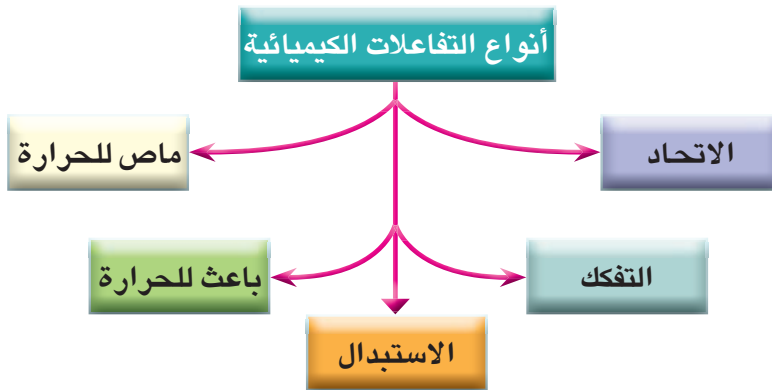 أنواع التفاعلات الكيميائية
الاتحاد
ماص للحرارة
التفكك
باعث للحرارة
الاستبدال